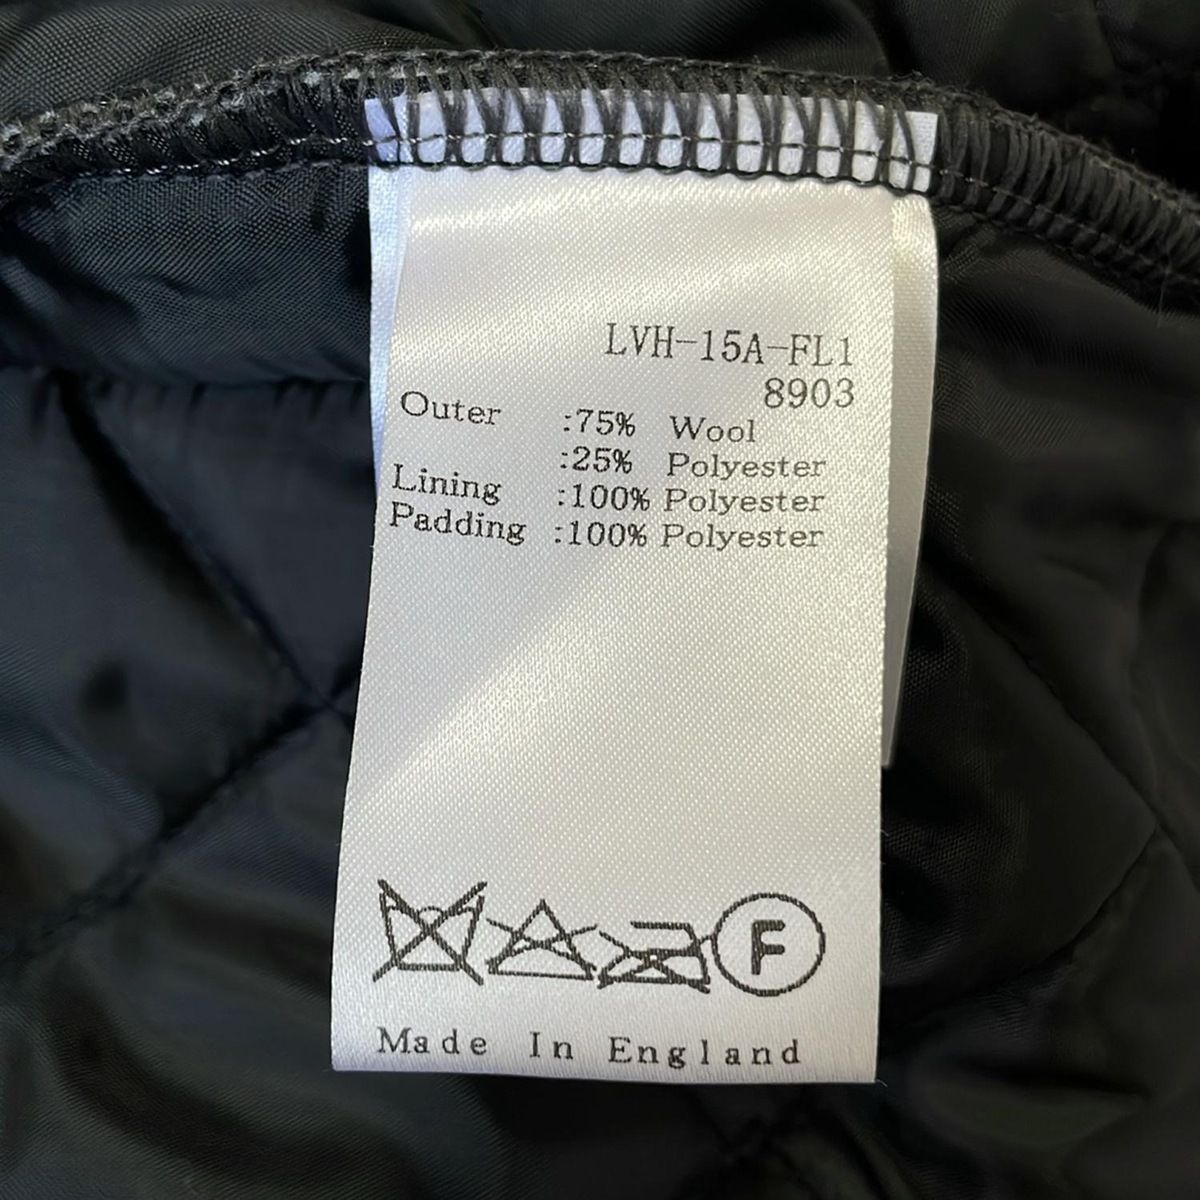 LVH-15A-FL1
8903
Outer :75% Wool
:25% Polyester
Lining :100% Polyester
Padding :100% Polyester
F
Made In England